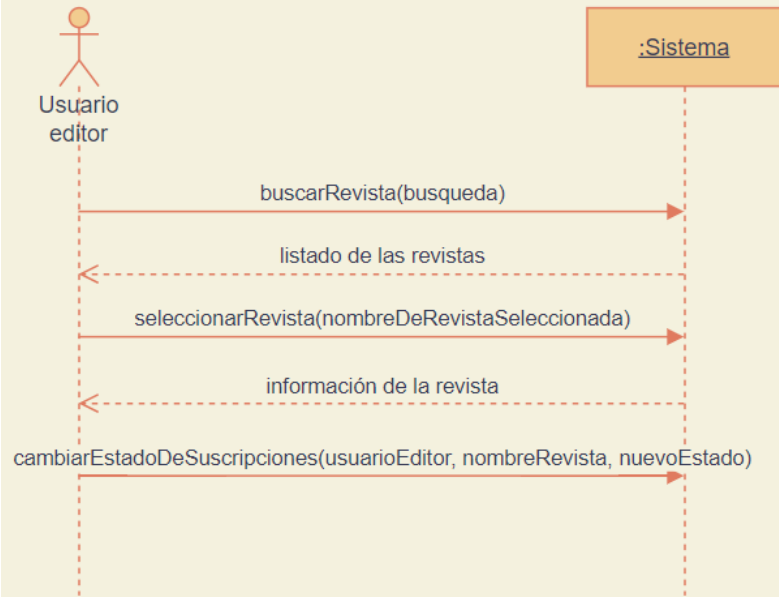 :Sistema
Usuario
editor
buscarRevista(busqueda)
listado de las revistas
seleccionarRevista(nombreDeRevistaSeleccionada)
información de la revista
cambiarEstadoDeSuscripciones(usuarioEditor, nombreRevista, nuevoEstado)